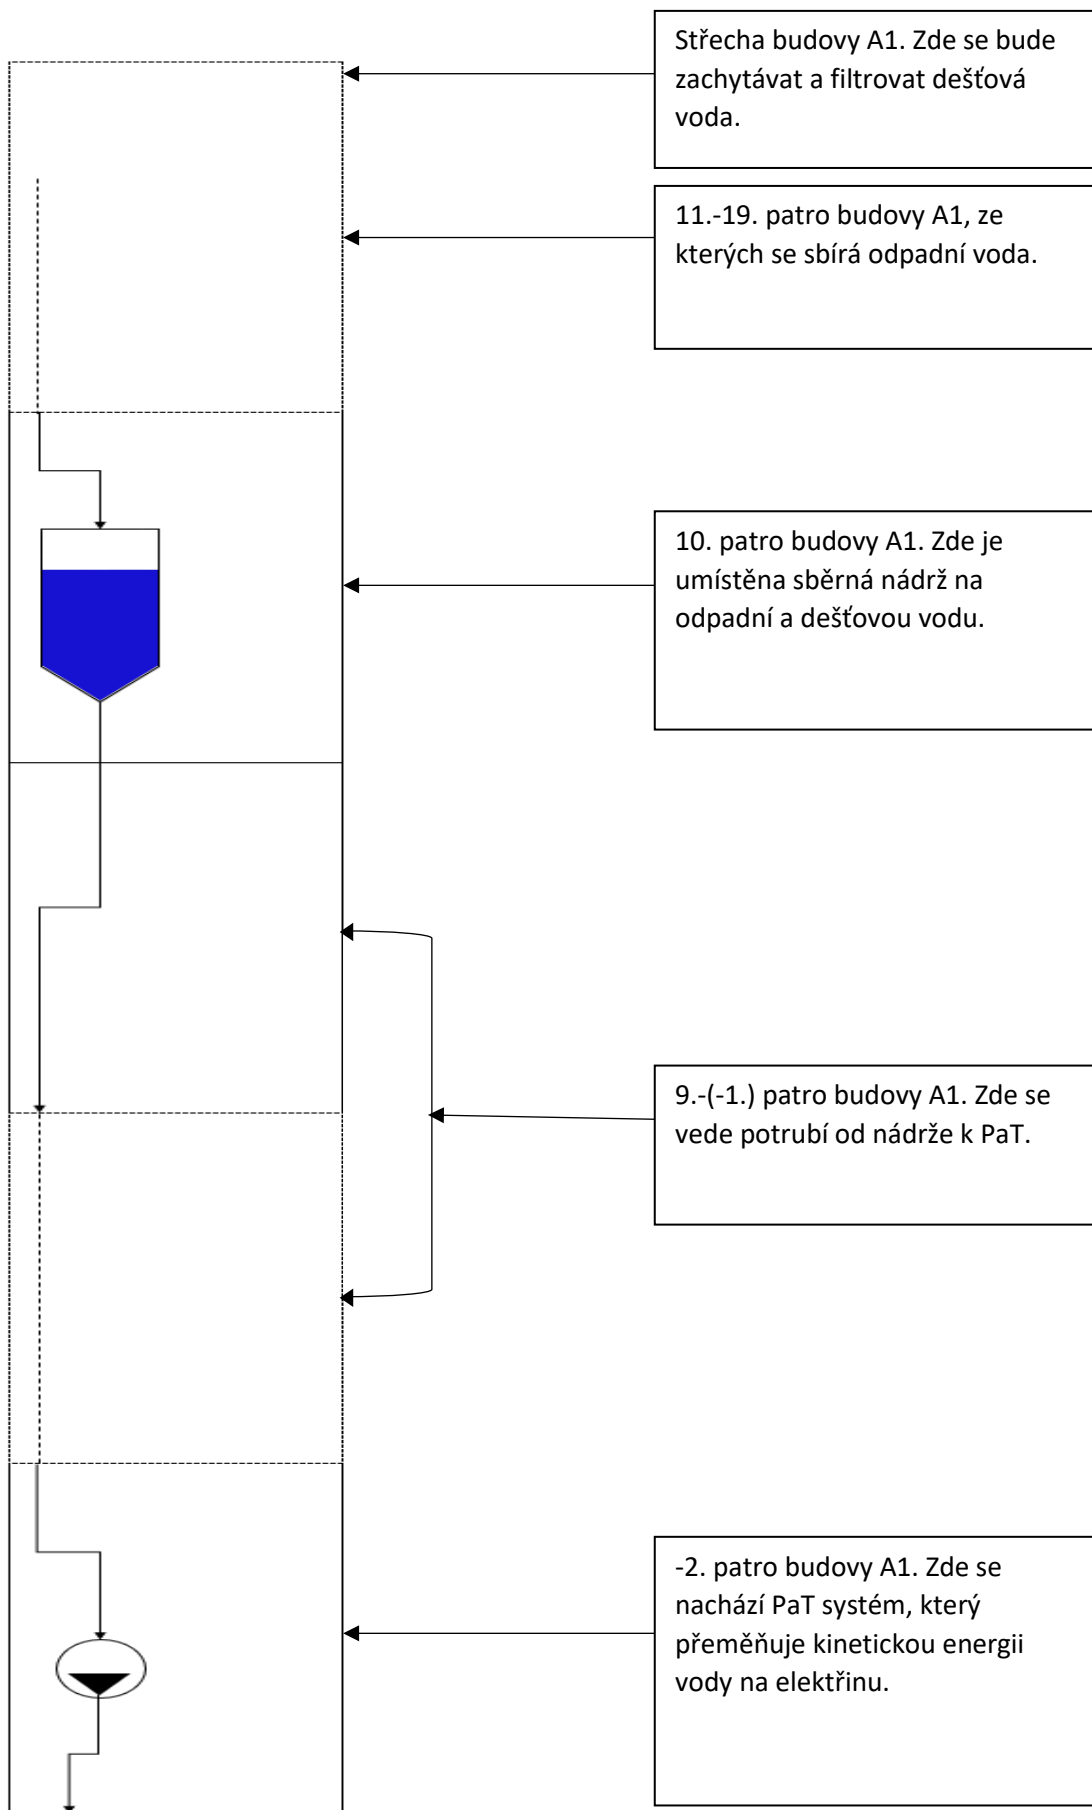 Střecha budovy A1. Zde se bude
zachytávat a filtrovat dešťová
voda.
11.-19. patro budovy A1, ze
kterých se sbírá odpadní voda.
10. patro budovy A1. Zde je
umístěna sběrná nádrž na
odpadní a dešťovou vodu.
9.-(-1.) patro budovy A1. Zde se
vede potrubí od nádrže k PaT.
-2. patro budovy A1. Zde se
nachází PaT systém, který
přeměňuje kinetickou energii
vody na elektřinu.